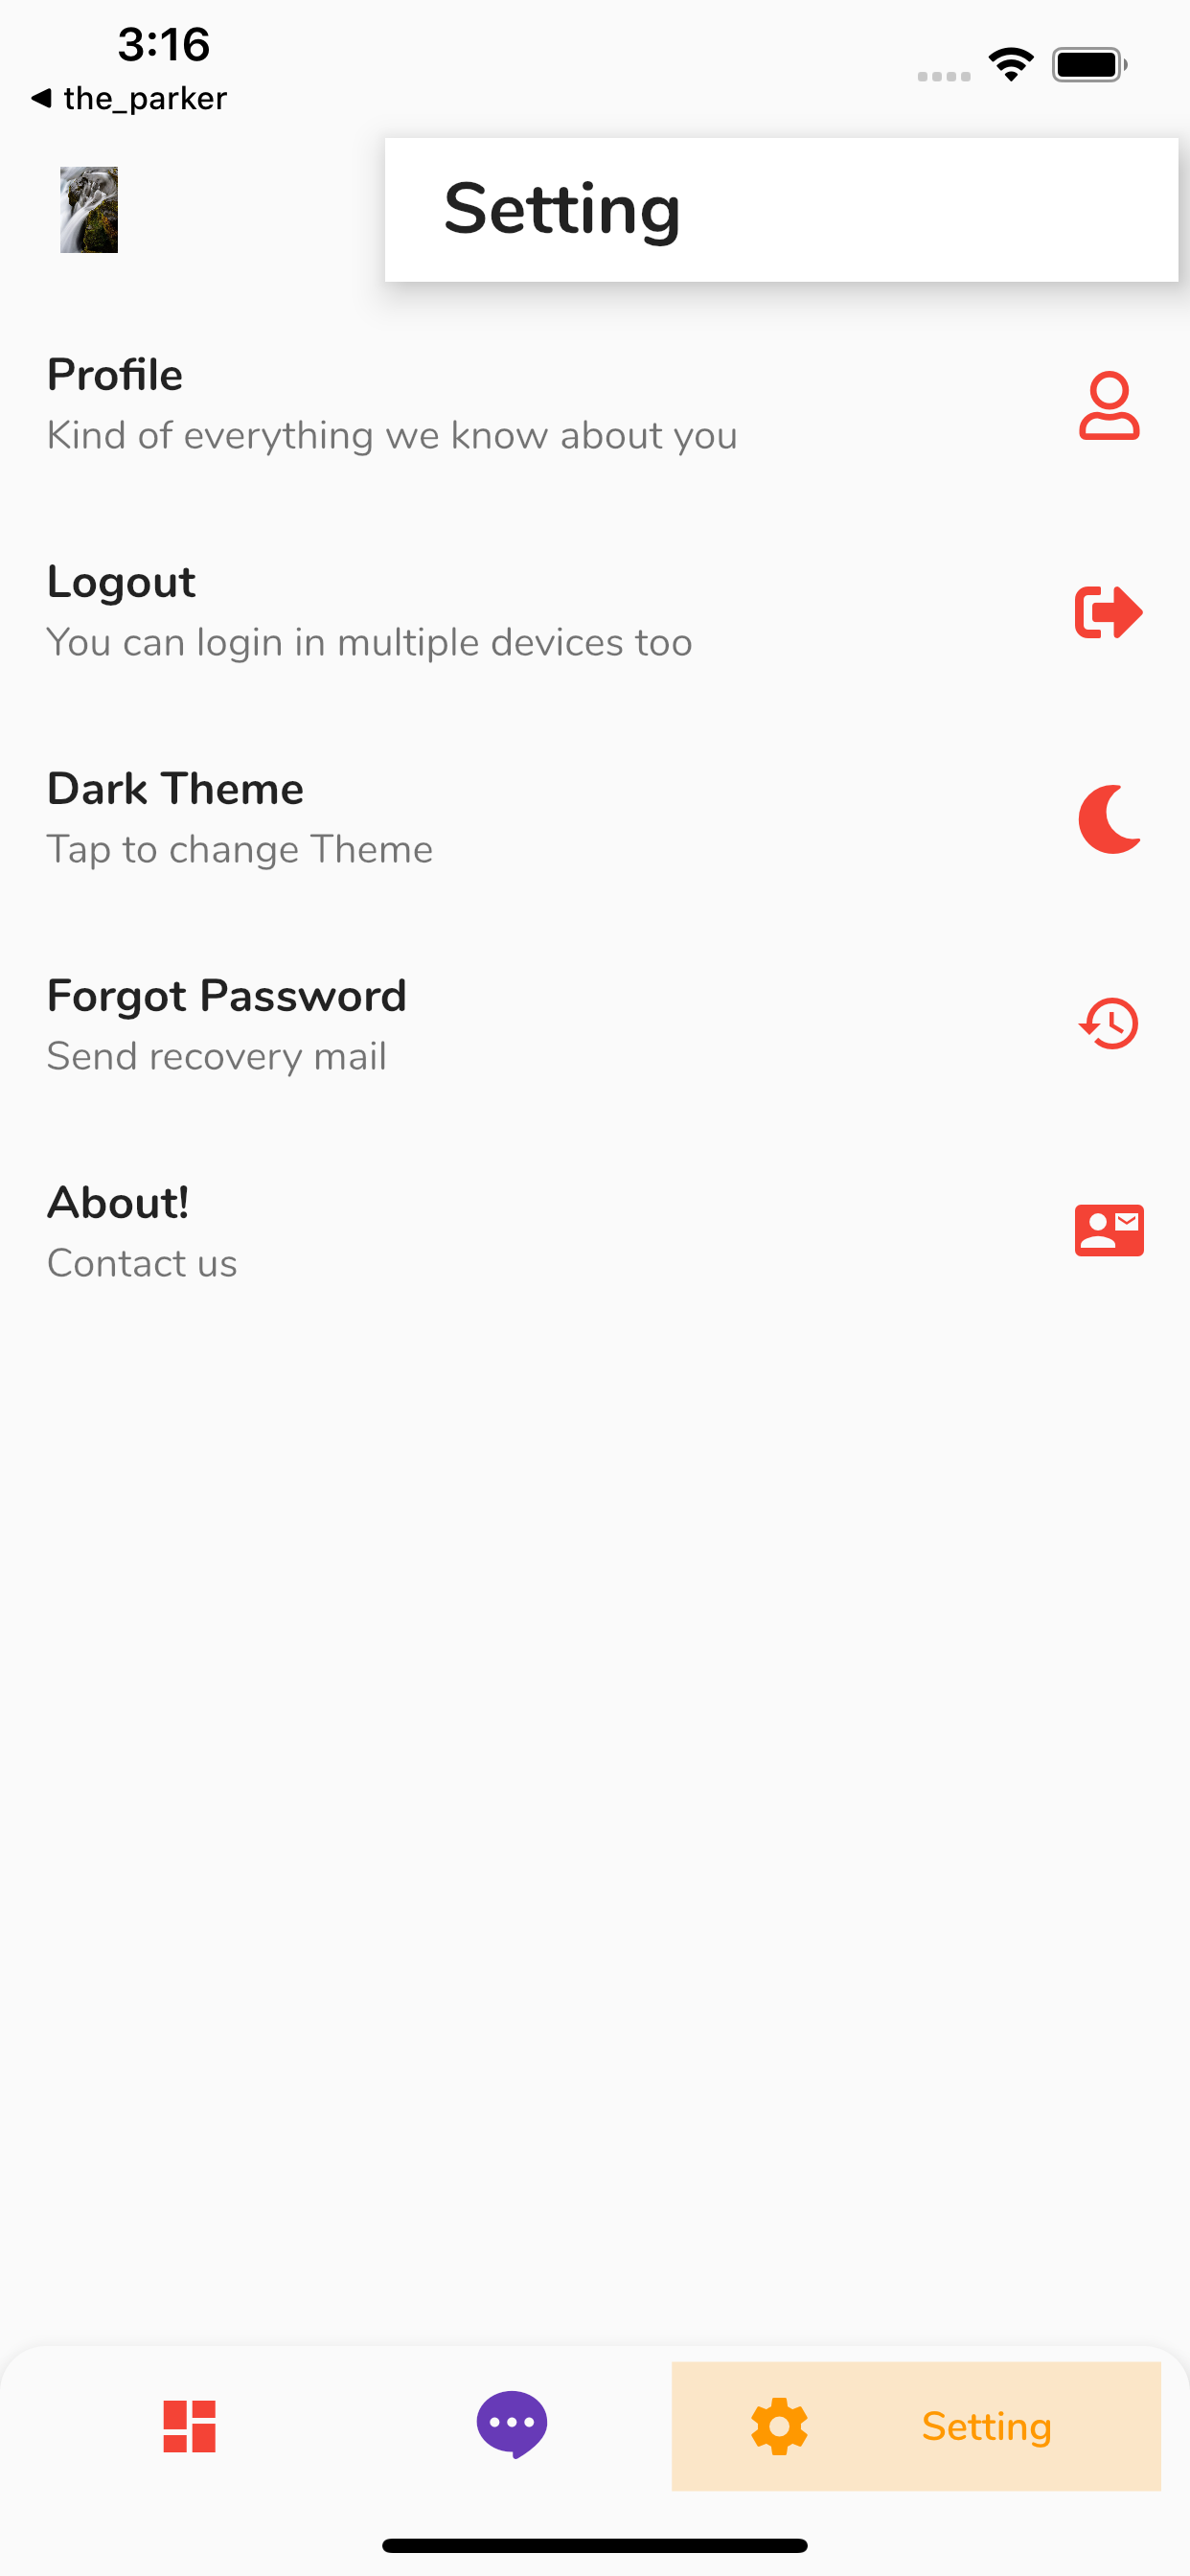 3:16
the_parker
Setting
Profile
Kind of everything we know about you
Logout
You can login in multiple devices too
Dark Theme
Tap to change Theme
Forgot Password
Send recovery mail
About!
Contact us
Setting